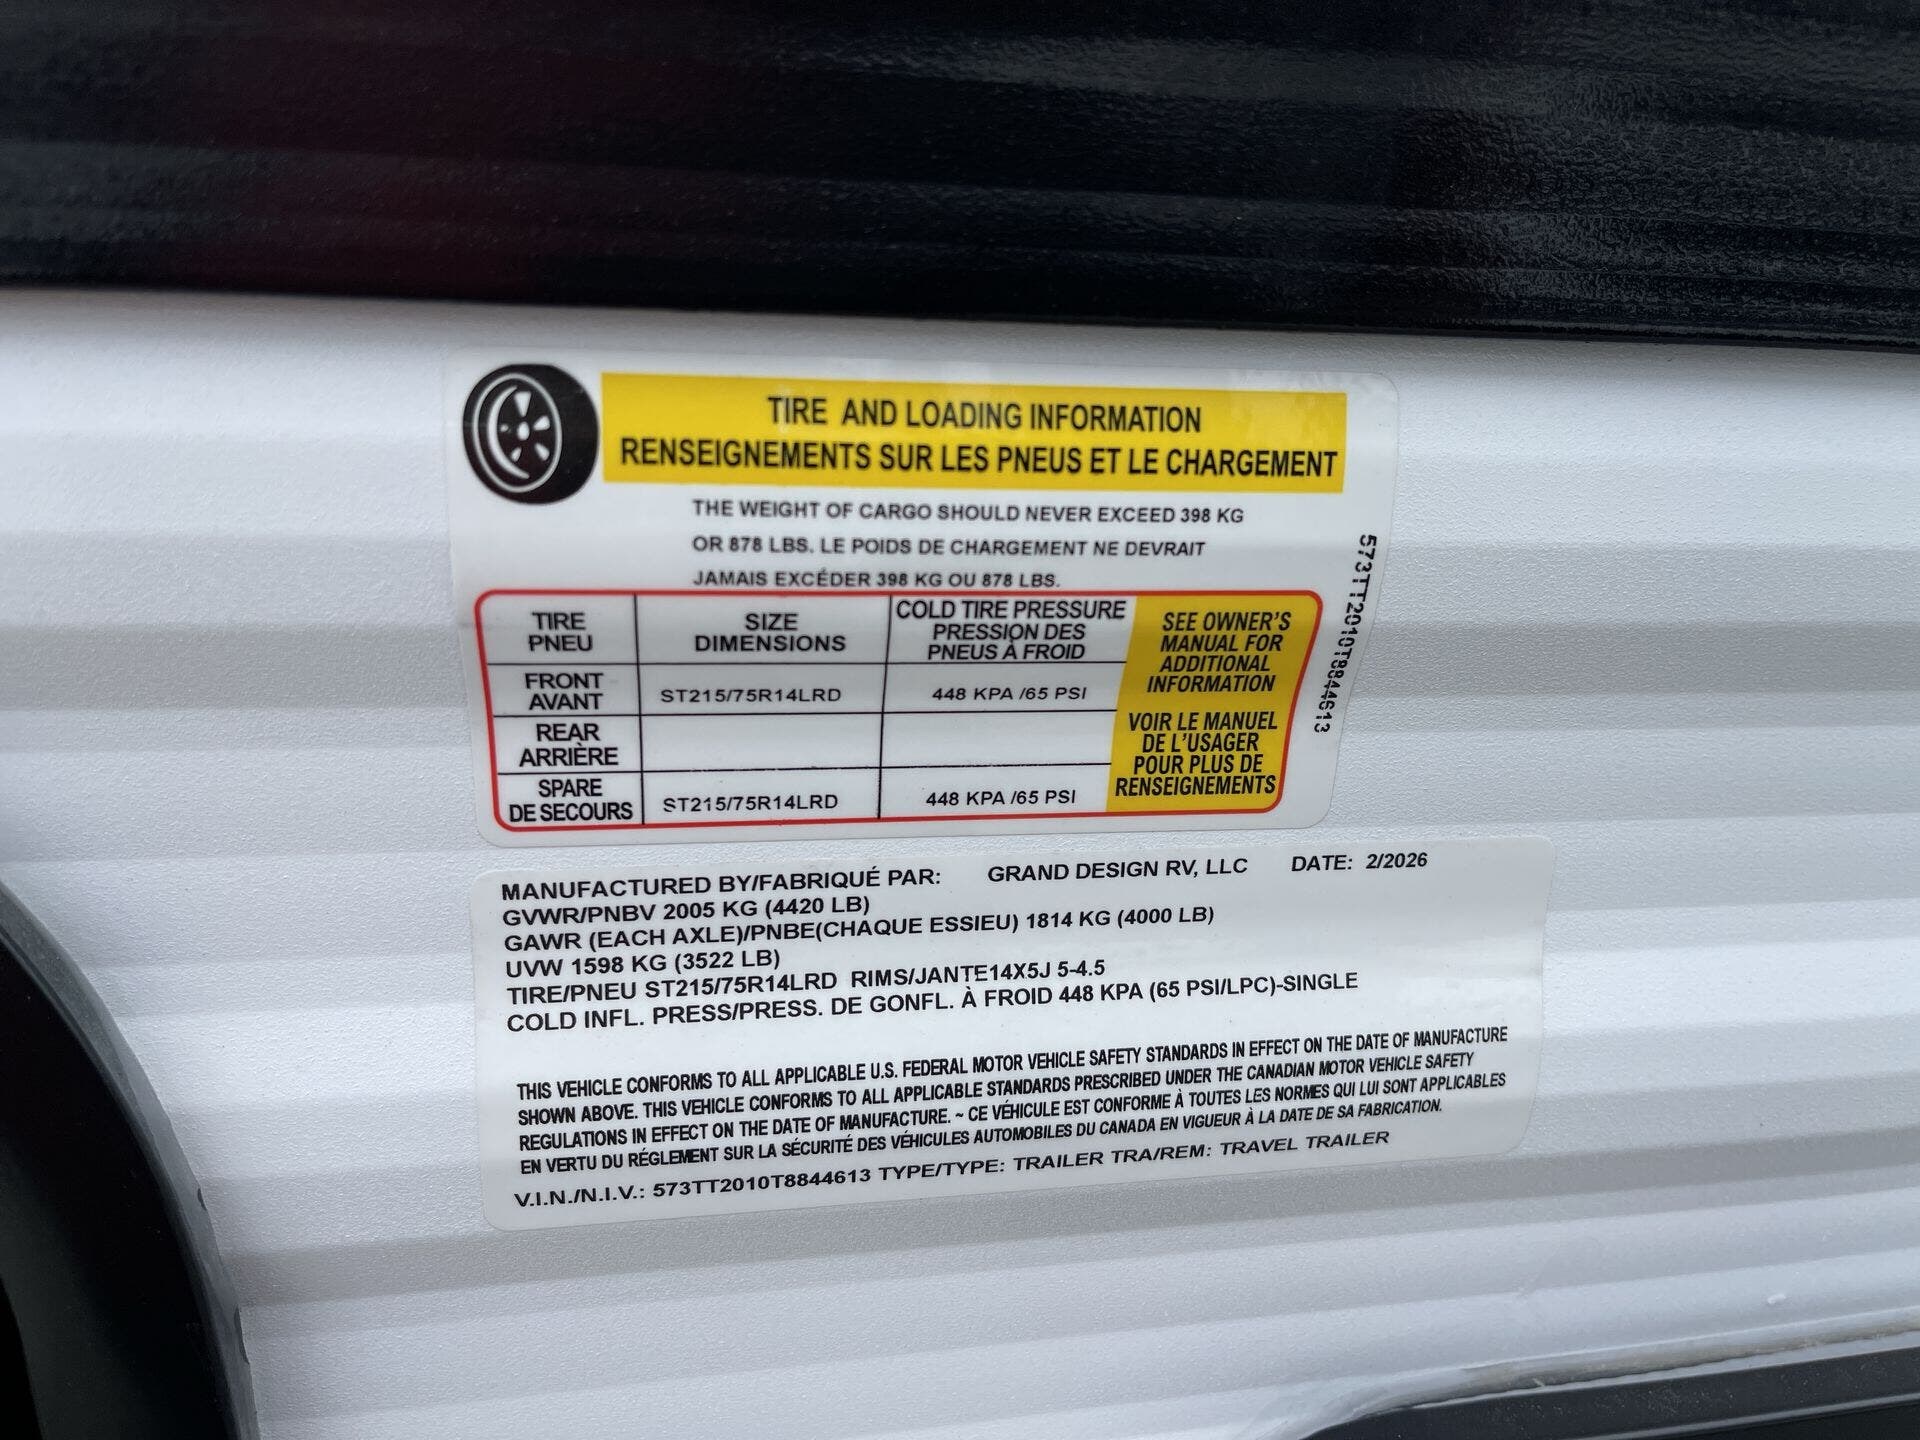 TIRE AND LOADING INFORMATION
RENSEIGNEMENTS SUR LES PNEUS ET LE CHARGEMENT
THE WEIGHT OF CARGO SHOULD NEVER EXCEED 398 KG
OR 878 LBS. LE POIDS DE CHARGEMENT NE DEVRAIT
JAMAIS EXCÉDER 398 KG OU 878 LBS.
TIRE
PNEU
SIZE
DIMENSIONS
COLD TIRE PRESSURE
PRESSION DES
PNEUS À FROID
FRONT
AVANT
ST215/75R14LRD
448 KPA /65 PSI
REAR
ARRIÈRE
SPARE
DE SECOURS
ST215/75R14LRD
448 KPA /65 PSI
SEE OWNER'S
MANUAL FOR
ADDITIONAL
INFORMATION
VOIR LE MANUEL
DE L'USAGER
POUR PLUS DE
RENSEIGNEMENTS
573TT2010T8844613
MANUFACTURED BY/FABRIQUÉ PAR: GRAND DESIGN RV, LLC DATE: 2/2026
GVWR/PNBV 2005 KG (4420 LB)
GAWR (EACH AXLE)/PNBE(CHAQUE ESSIEU) 1814 KG (4000 LB)
UVW 1598 KG (3522 LB)
TIRE/PNEU ST215/75R14LRD RIMS/JANTE14X5J 5-4.5
COLD INFL. PRESS/PRESS. DE GONFL. À FROID 448 KPA (65 PSI/LPC)-SINGLE
THIS VEHICLE CONFORMS TO ALL APPLICABLE U.S. FEDERAL MOTOR VEHICLE SAFETY STANDARDS IN EFFECT ON THE DATE OF MANUFACTURE
SHOWN ABOVE. THIS VEHICLE CONFORMS TO ALL APPLICABLE STANDARDS PRESCRIBED UNDER THE CANADIAN MOTOR VEHICLE SAFETY
REGULATIONS IN EFFECT ON THE DATE OF MANUFACTURE. ~ CE VÉHICULE EST CONFORME À TOUTES LES NORMES QUI LUI SONT APPLICABLES
EN VERTU DU RÉGLEMENT SUR LA SÉCURITÉ DES VÉHICULES AUTOMOBILES DU CANADA EN VIGUEUR À LA DATE DE SA FABRICATION.
V.I.N./N.I.V.: 573TT2010T8844613 TYPE/TYPE: TRAILER TRA/REM: TRAVEL TRAILER